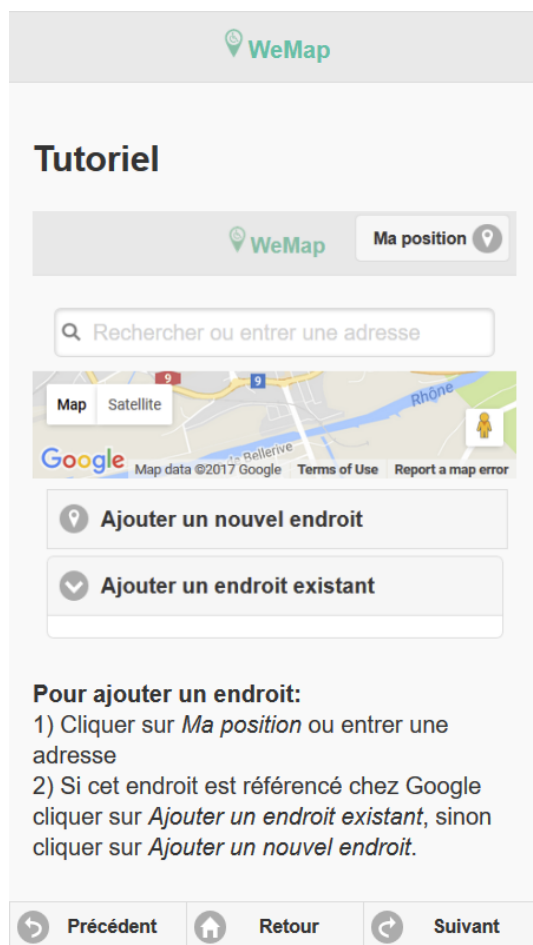 WeMap
Tutoriel
WeMap
Ma position
Rechercher ou entrer une adresse
9
9
Map
Satellite
Rhône
Bellerive
Google
Map data ©2017 Google
Terms of Use
Report a map error
Ajouter un nouvel endroit
Ajouter un endroit existant
Pour ajouter un endroit:
1) Cliquer sur Ma position ou entrer une
adresse
2) Si cet endroit est référencé chez Google
cliquer sur Ajouter un endroit existant, sinon
cliquer sur Ajouter un nouvel endroit.
Précédent
Retour
Suivant